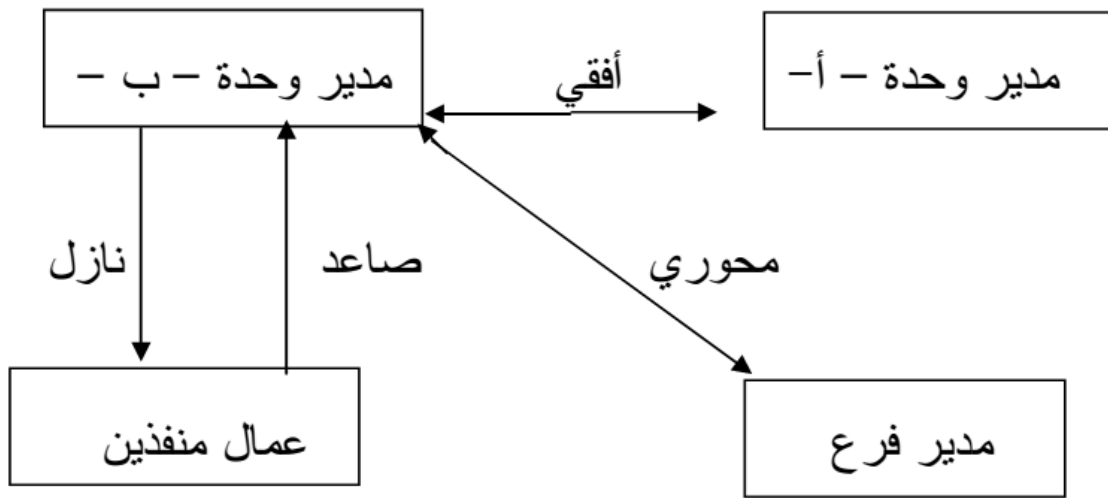 مدير وحدة – أ-
أفقي
مدير وحدة – ب –
محوري
صاعد
نازل
مدير فرع
عمال منفذين